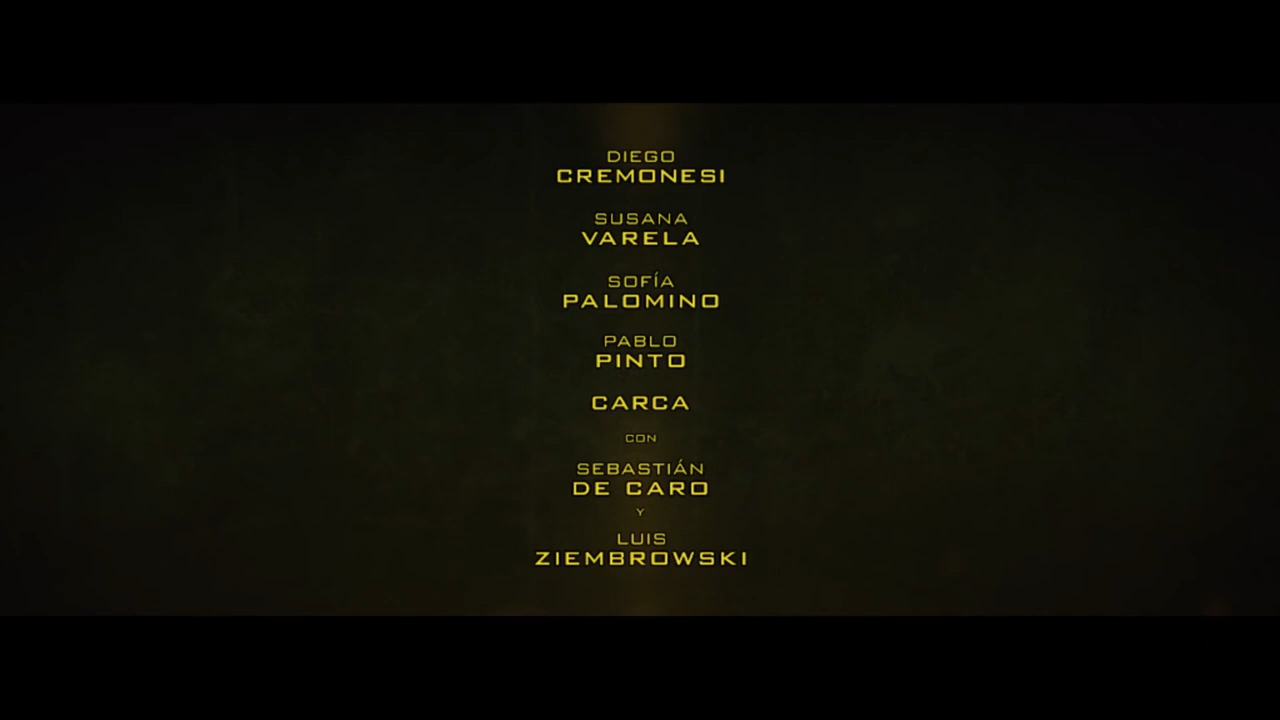 DIEGO
CREMONESI
SUSANA
VARELA
SOFÍA
PALOMINO
PABLO
PINTO
CARCA
CON
SEBASTIÁN
DE CARO
Y
LUIS
ZIEMBROWSKI